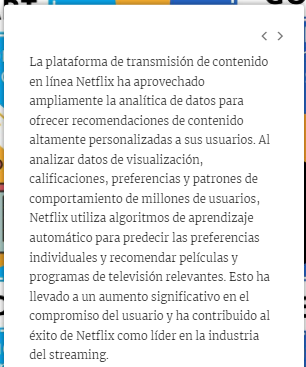 La plataforma de transmisión de contenido
en línea Netflix ha aprovechado
ampliamente la analítica de datos para
ofrecer recomendaciones de contenido
altamente personalizadas a sus usuarios. Al
analizar datos de visualización,
calificaciones, preferencias y patrones de
comportamiento de millones de usuarios,
Netflix utiliza algoritmos de aprendizaje
automático para predecir las preferencias
individuales y recomendar películas y
programas de televisión relevantes. Esto ha
llevado a un aumento significativo en el
compromiso del usuario y ha contribuido al
éxito de Netflix como líder en la industria
del streaming.